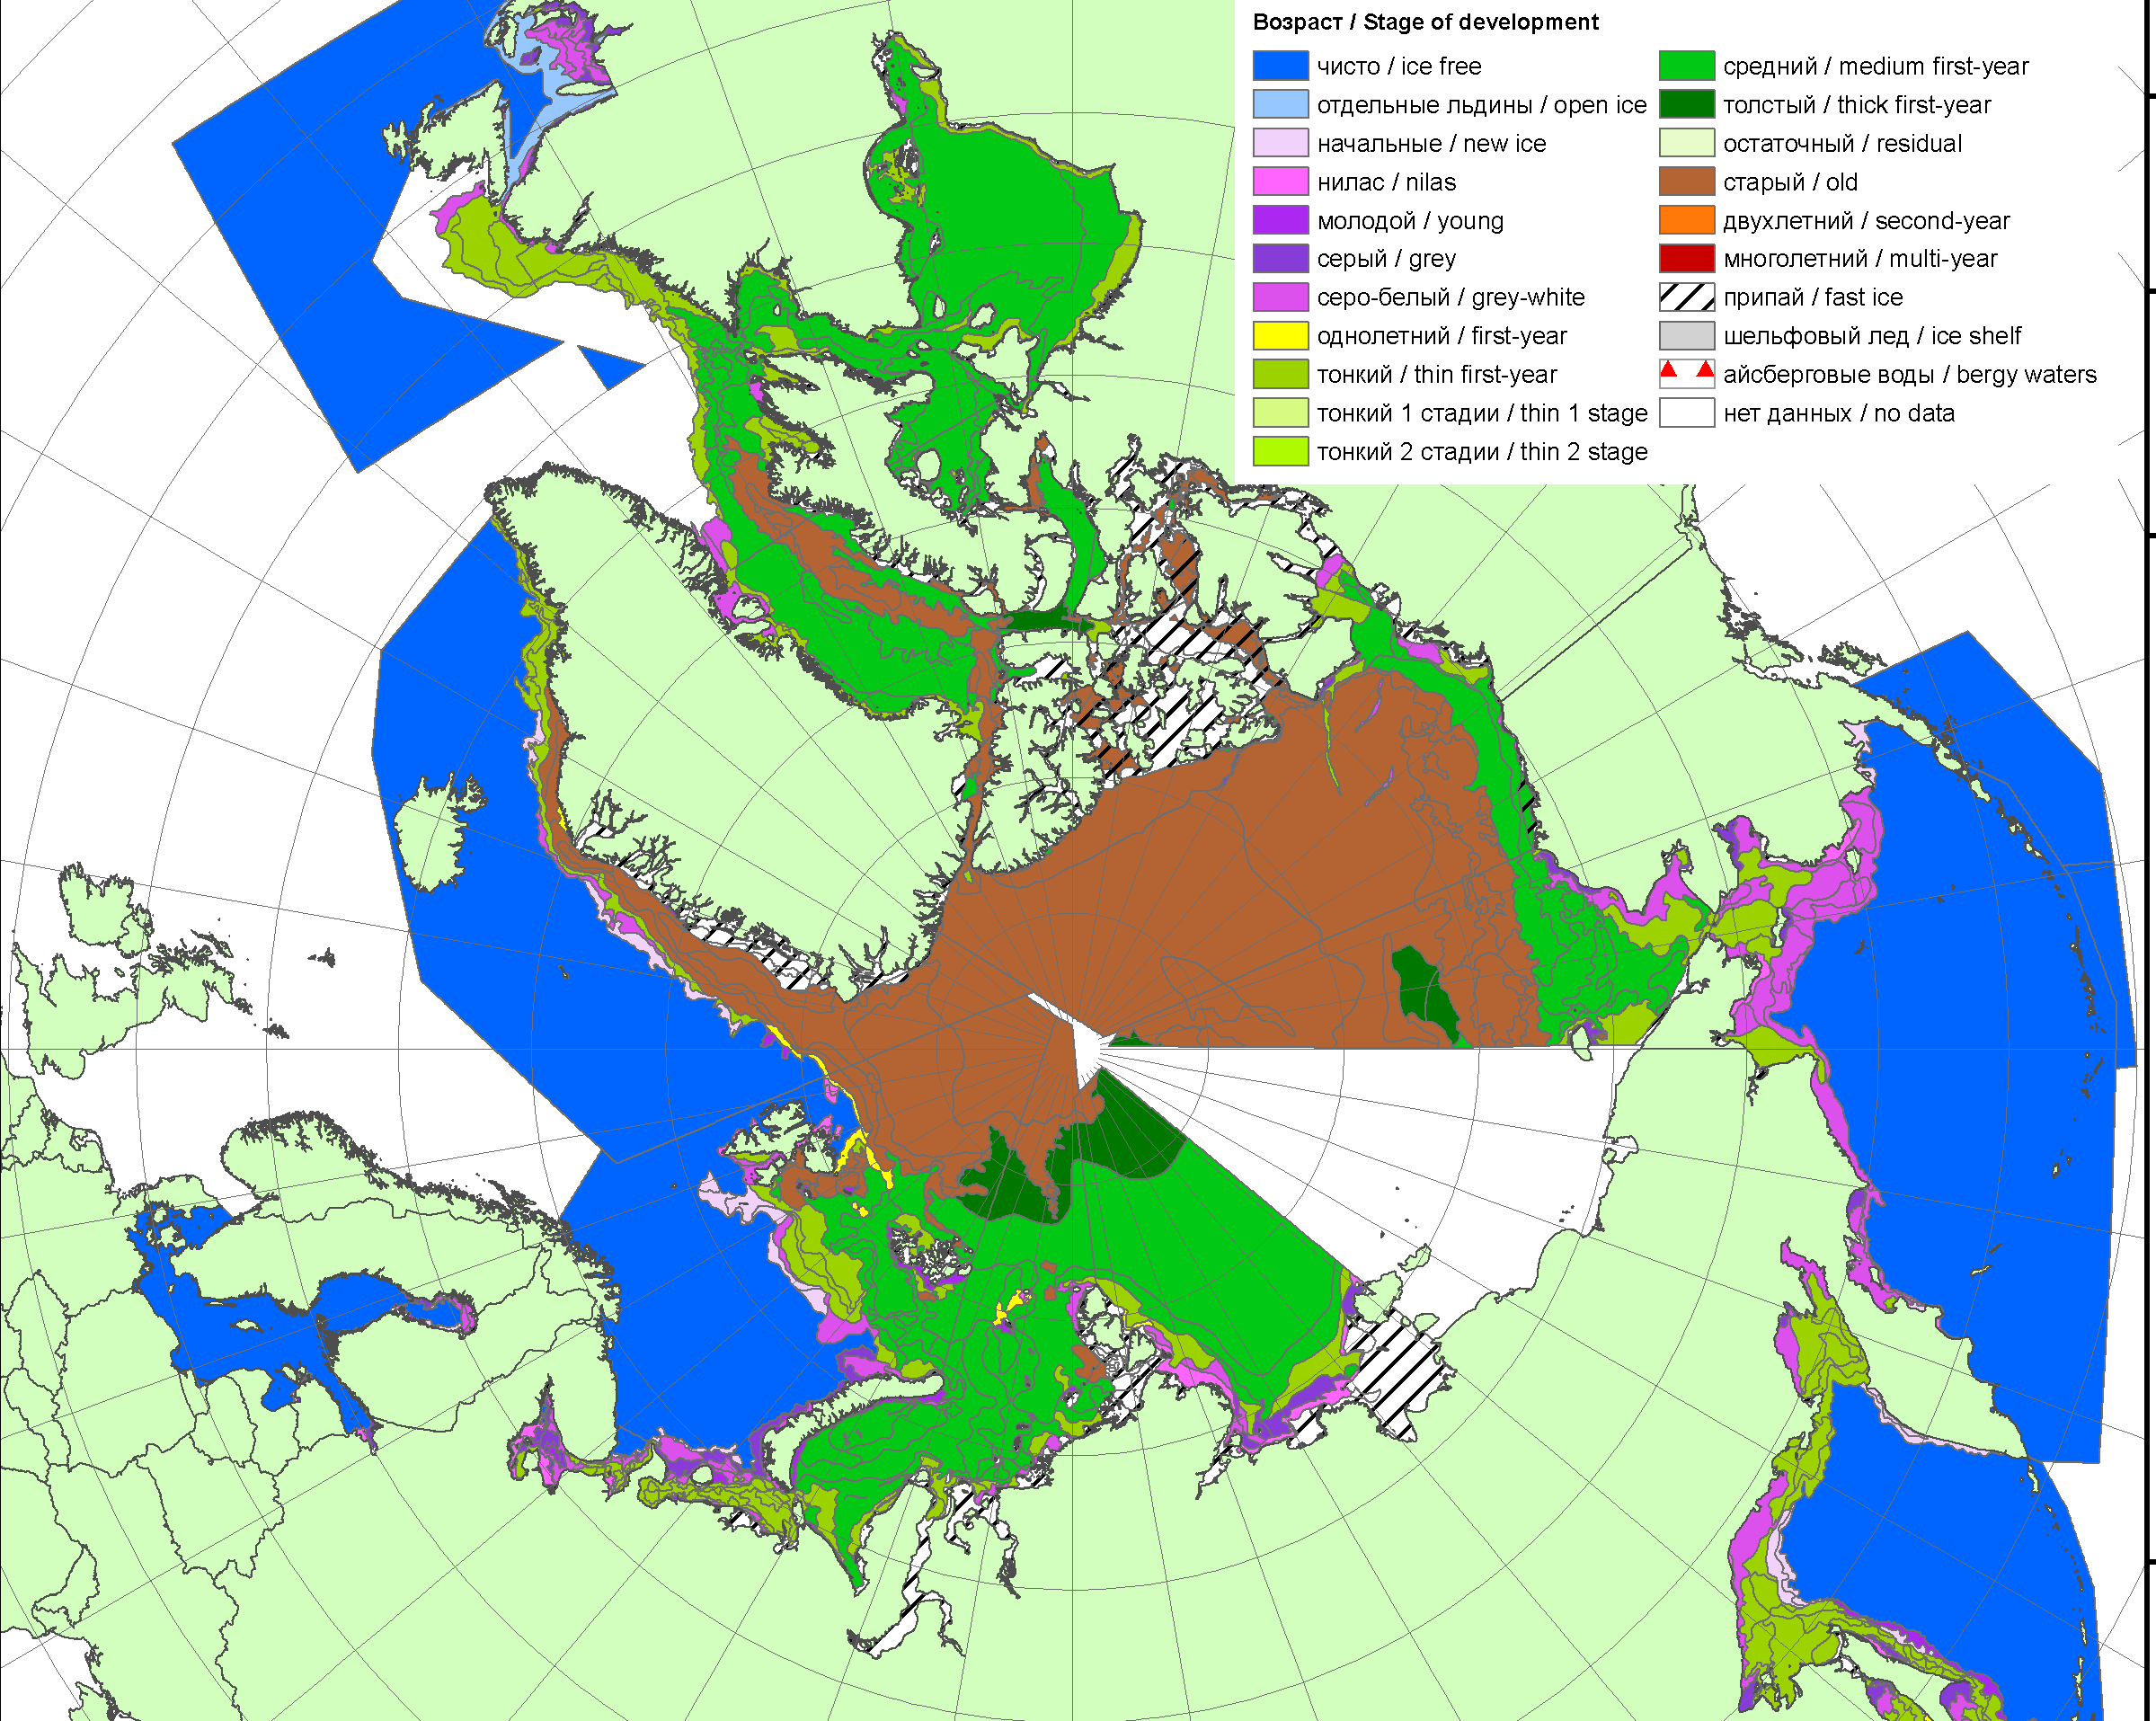 Возраст / Stage of development
чисто / ice free
отдельные льдины / open ice
начальные / new ice
нилас / nilas
молодой / young
серый / grey
серо-белый / grey-white
однолетний / first-year
тонкий / thin first-year
тонкий 1 стадии / thin 1 stage
тонкий 2 стадии / thin 2 stage
средний / medium first-year
толстый / thick first-year
остаточный / residual
старый / old
двухлетний / second-year
многолетний / multi-year
припай / fast ice
шельфовый лед / ice shelf
айсберговые воды / bergy waters
нет данных / no data